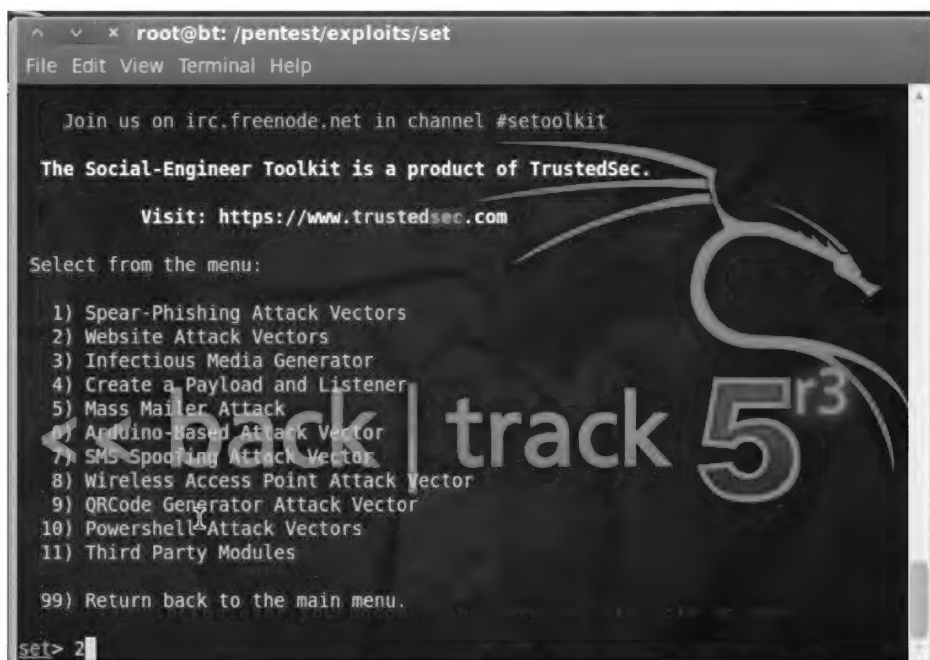 root@bt: /pentest/exploits/set
File Edit View Terminal Help
Join us on irc.freenode.net in channel #setoolkit
The Social-Engineer Toolkit is a product of TrustedSec.
Visit: https://www.trustedsec.com
Select from the menu:
1) Spear-Phishing Attack Vectors
2) Website Attack Vectors
3) Infectious Media Generator
4) Create a Payload and Listener
5) Mass Mailer Attack
6) Arduino-Based Attack Vector
7) SMS Spoofing Attack Vector
8) Wireless Access Point Attack Vector
9) QRCode Generator Attack Vector
10) Powershell Attack Vectors
11) Third Party Modules
99) Return back to the main menu.
set> 2
<< back | track 5 r3